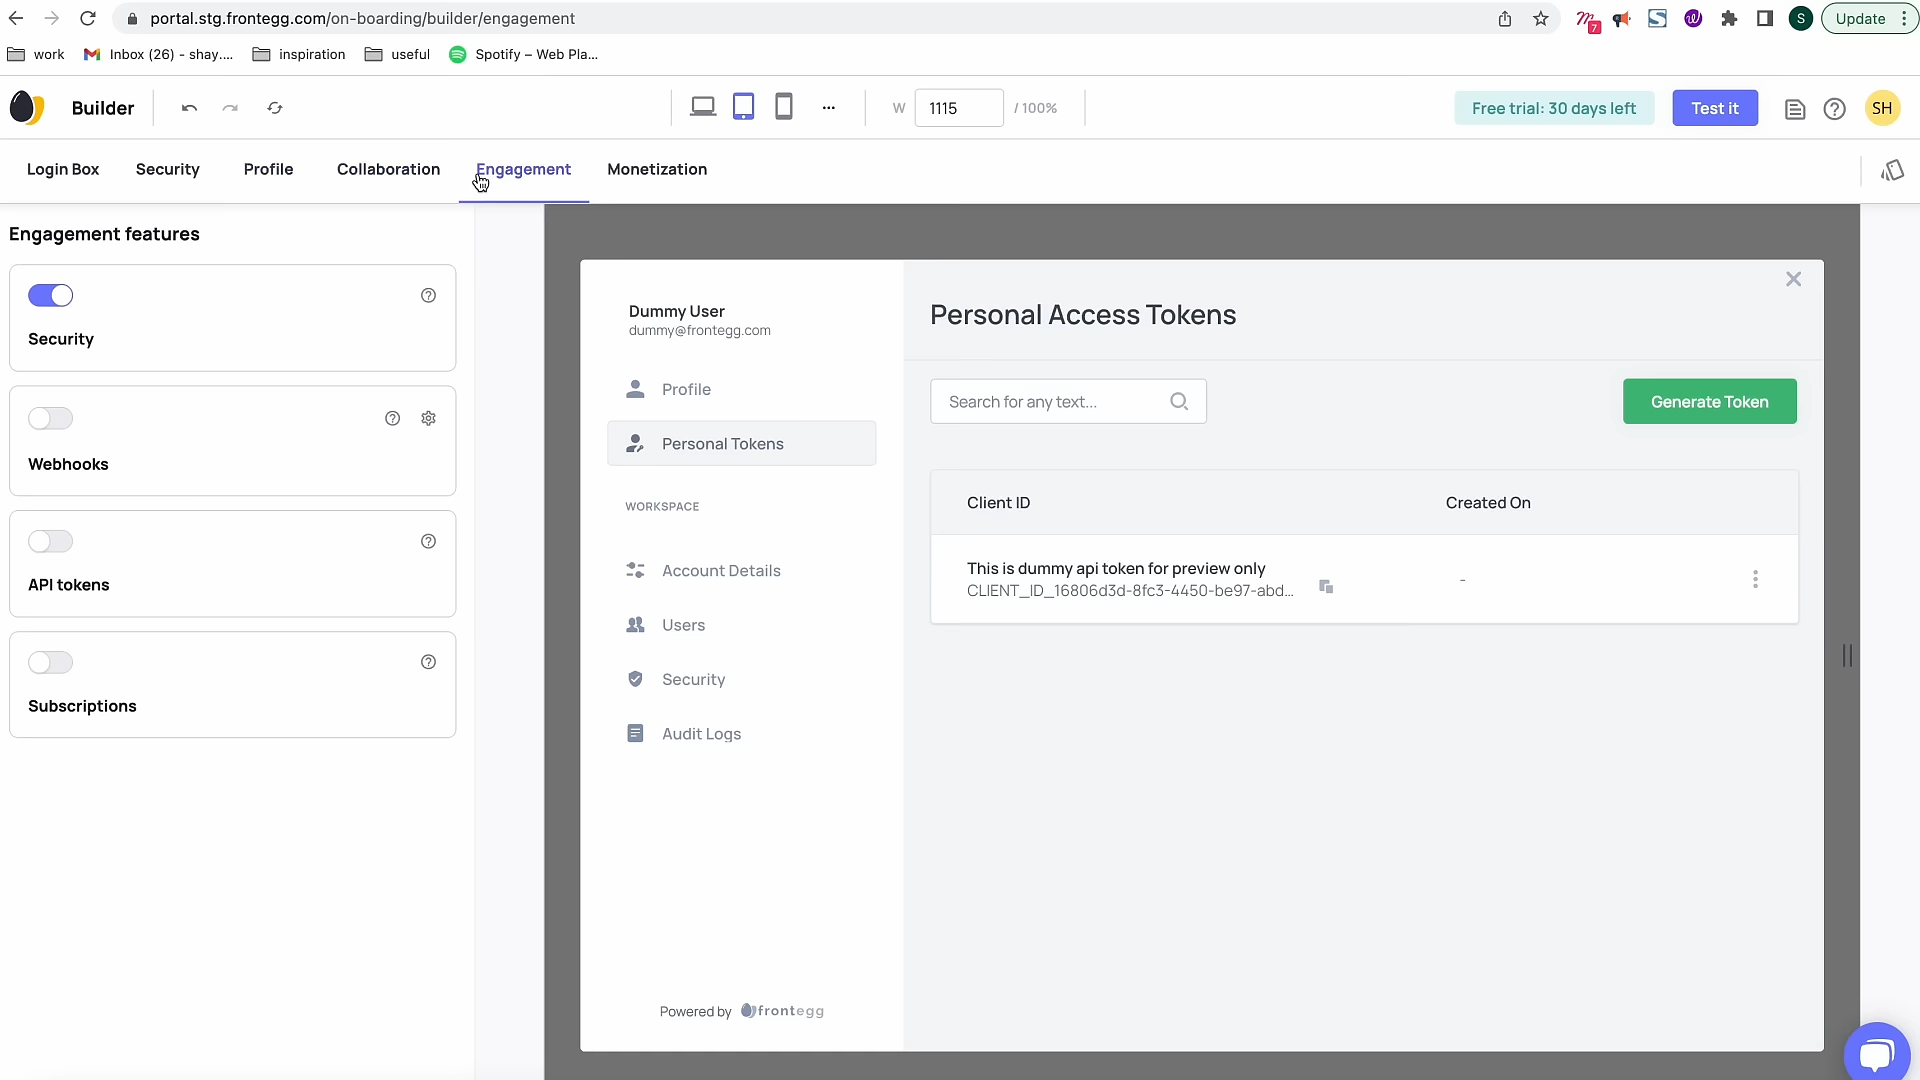 portal.stg.frontegg.com/on-boarding/builder/engagement
7
S
Update
work
Inbox (26) - shay....
inspiration
useful
Spotify – Web Pla...
Builder
...
W
1115
/ 100%
Free trial: 30 days left
Test it
SH
Login Box
Security
Profile
Collaboration
Engagement
Monetization
Engagement features
Security
Webhooks
API tokens
Subscriptions
Dummy User
dummy@frontegg.com
Profile
Personal Tokens
WORKSPACE
Account Details
Users
Security
Audit Logs
Powered by frontegg
Personal Access Tokens
Search for any text...
Generate Token
Client ID
Created On
This is dummy api token for preview only
CLIENT_ID_16806d3d-8fc3-4450-be97-abd...
-